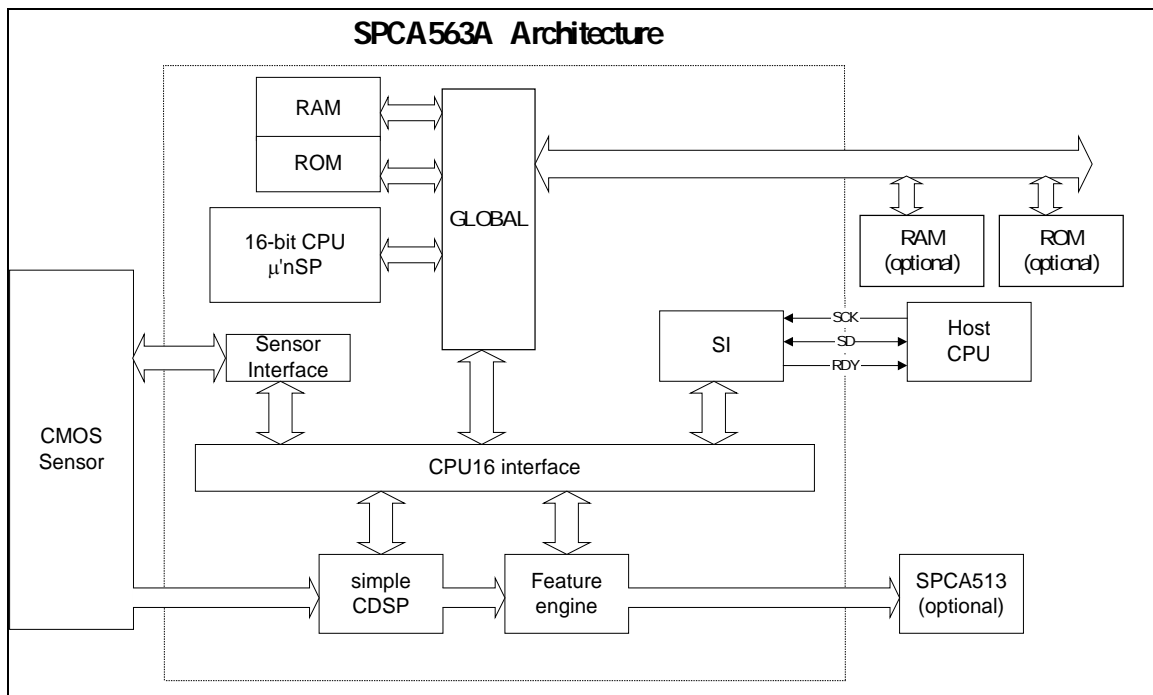 SPCA563A Architecture
RAM
ROM
GLOBAL
16-bit CPU
μ'nSP
RAM
(optional)
ROM
(optional)
Sensor
Interface
SI
SCK
SD
RDY
Host
CPU
CMOS
Sensor
CPU16 interface
simple
CDSP
Feature
engine
SPCA513
(optional)